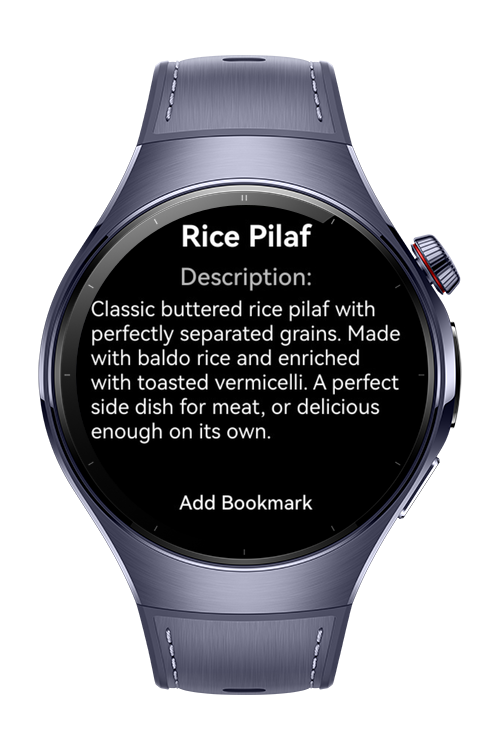 Rice Pilaf
Description:
Classic buttered rice pilaf with
perfectly separated grains. Made
with baldo rice and enriched
with toasted vermicelli. A perfect
side dish for meat, or delicious
enough on its own.
Add Bookmark